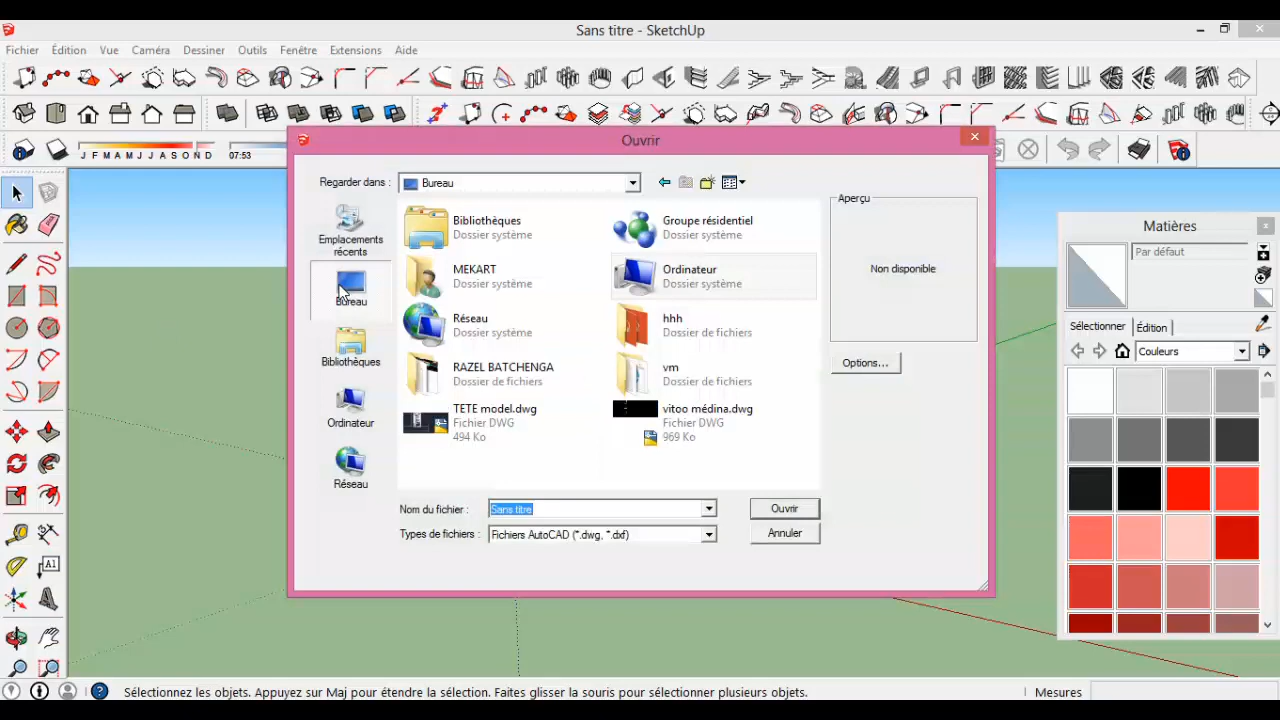 Sans titre - SketchUp
Fichier Édition Vue Caméra Dessiner Outils Fenêtre Extensions Aide
J F M A M J J A S O N D 07:53
Ouvrir
Regarder dans : Bureau
Emplacements récents
Bureau
Bibliothèques
Ordinateur
Réseau
Bibliothèques
Dossier système
Groupe résidentiel
Dossier système
MEKART
Dossier système
Ordinateur
Dossier système
Réseau
Dossier système
hhh
Dossier de fichiers
RAZEL BATCHENGA
Dossier de fichiers
vm
Dossier de fichiers
TETE model.dwg
Fichier DWG
494 Ko
vitoo médina.dwg
Fichier DWG
969 Ko
Aperçu
Non disponible
Options...
Nom du fichier : Sans titre
Ouvrir
Types de fichiers : Fichiers AutoCAD (*.dwg, *.dxf)
Annuler
Matières
Par défaut
Sélectionner Édition
Couleurs
A1
Sélectionnez les objets. Appuyez sur Maj pour étendre la sélection. Faites glisser la souris pour sélectionner plusieurs objets.
Mesures